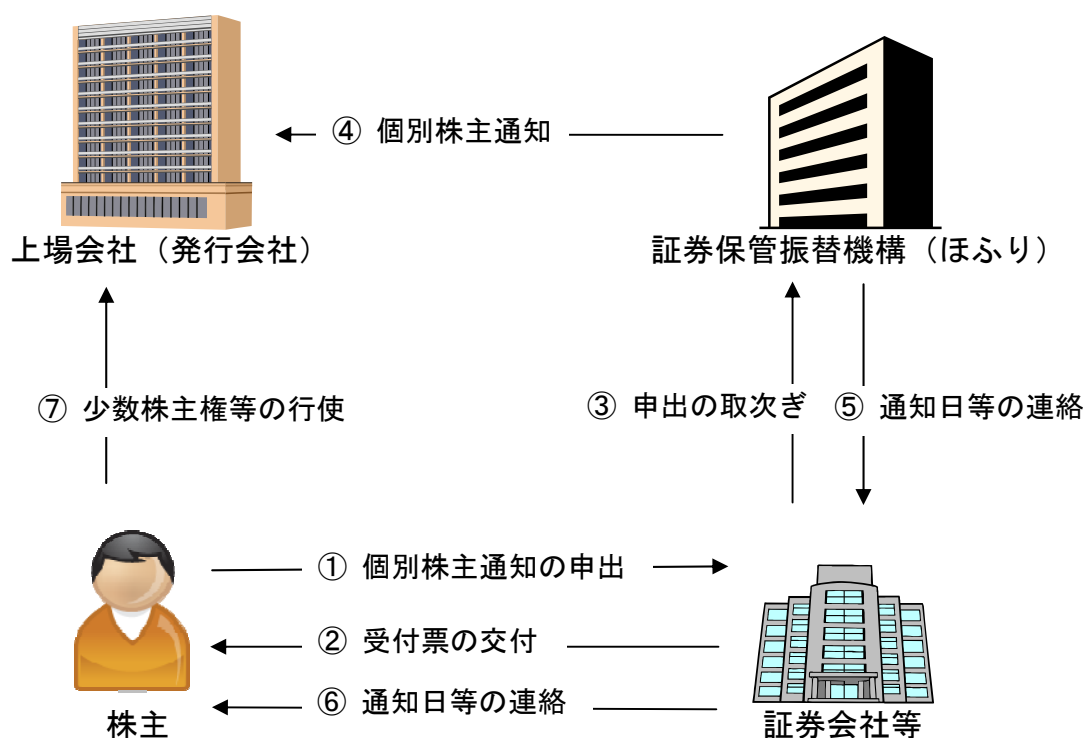 ④ 個別株主通知
上場会社（発行会社）
証券保管振替機構（ほふり）
⑦ 少数株主権等の行使
③ 申出の取次ぎ
⑤ 通知日等の連絡
① 個別株主通知の申出
② 受付票の交付
⑥ 通知日等の連絡
株主
証券会社等